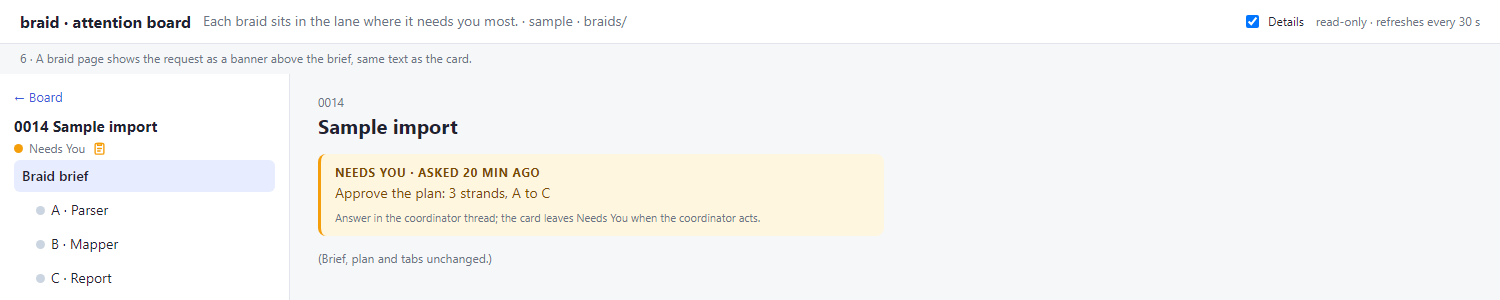 braid · attention board Each braid sits in the lane where it needs you most. · sample · braids/ Details read-only · refreshes every 30 s
6 · A braid page shows the request as a banner above the brief, same text as the card.
← Board
0014 Sample import
Needs You
Braid brief
A · Parser
B · Mapper
C · Report
0014
Sample import
NEEDS YOU · ASKED 20 MIN AGO
Approve the plan: 3 strands, A to C
Answer in the coordinator thread; the card leaves Needs You when the coordinator acts.
(Brief, plan and tabs unchanged.)